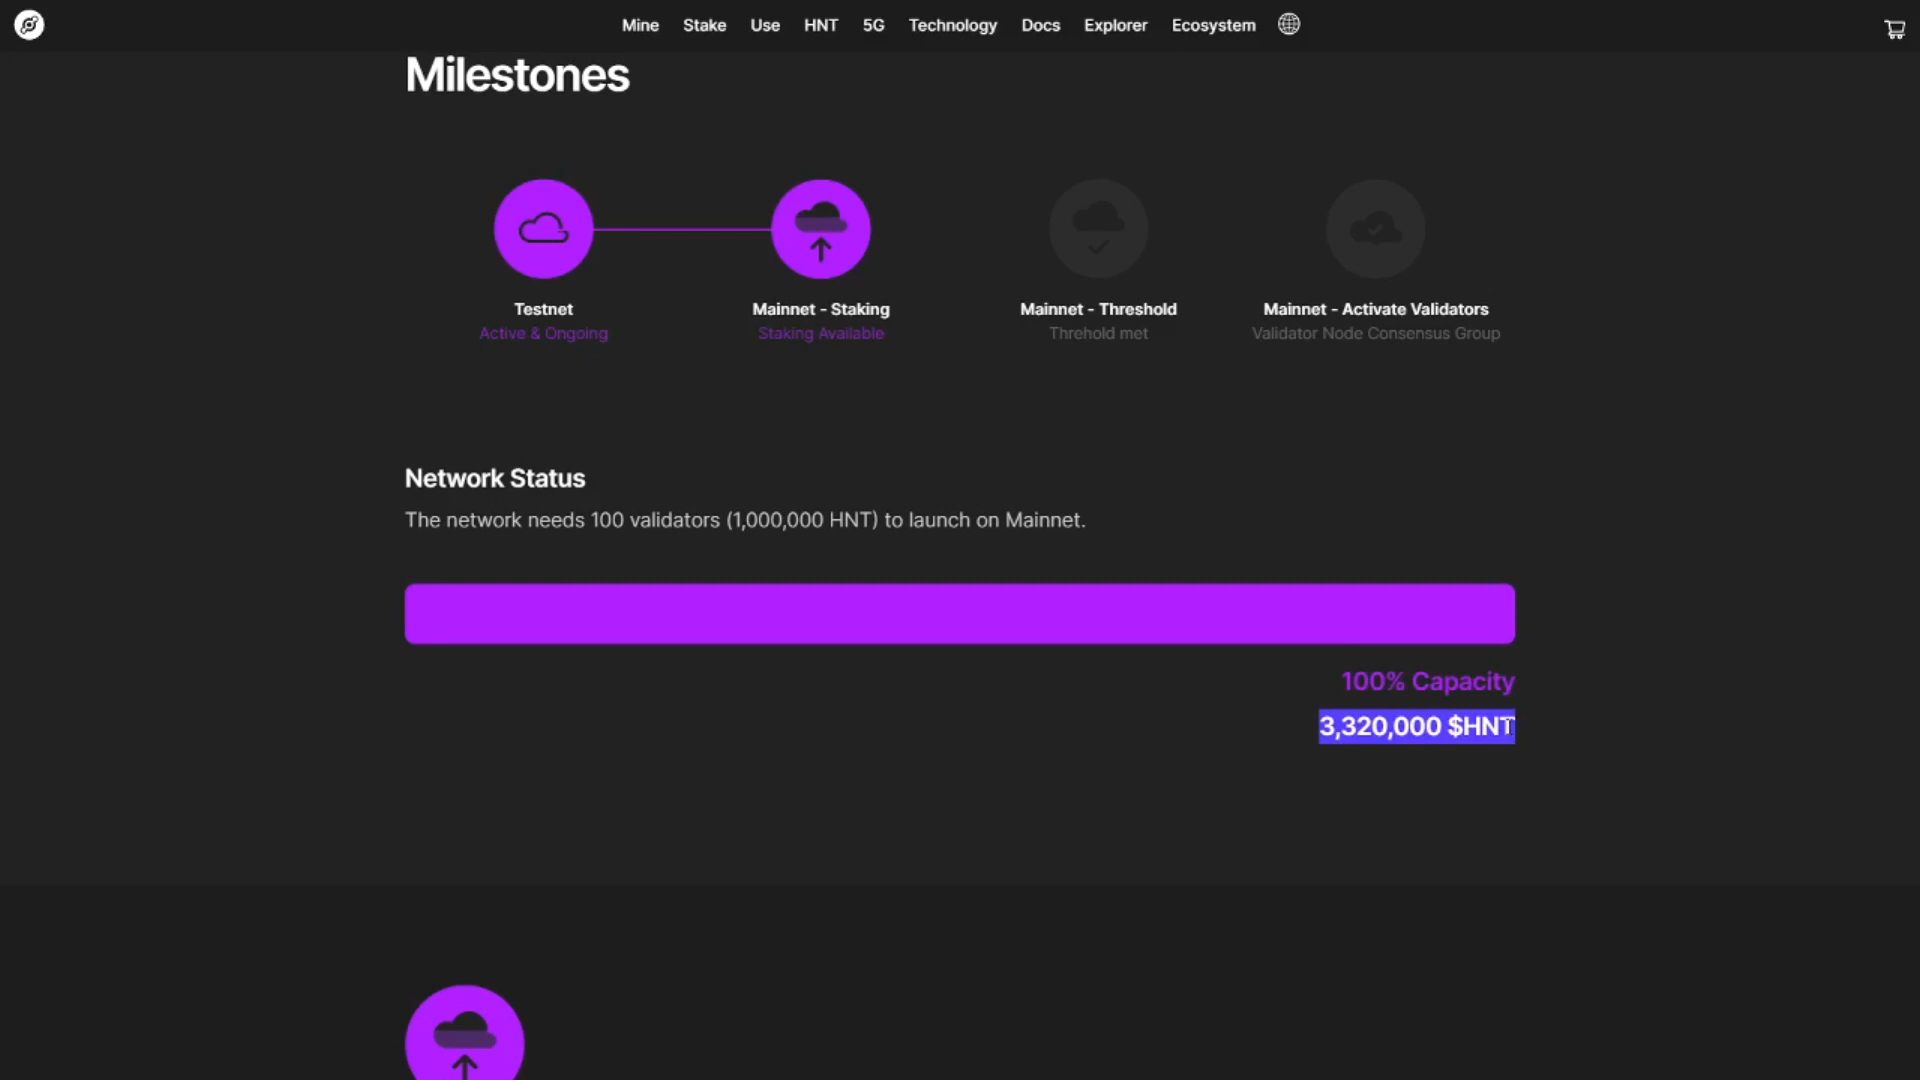 Mine Stake Use HNT 5G Technology Docs Explorer Ecosystem
Milestones
Testnet
Active & Ongoing
Mainnet - Staking
Staking Available
Mainnet - Threshold
Threhold met
Mainnet - Activate Validators
Validator Node Consensus Group
Network Status
The network needs 100 validators (1,000,000 HNT) to launch on Mainnet.
100% Capacity
3,320,000 $HNT